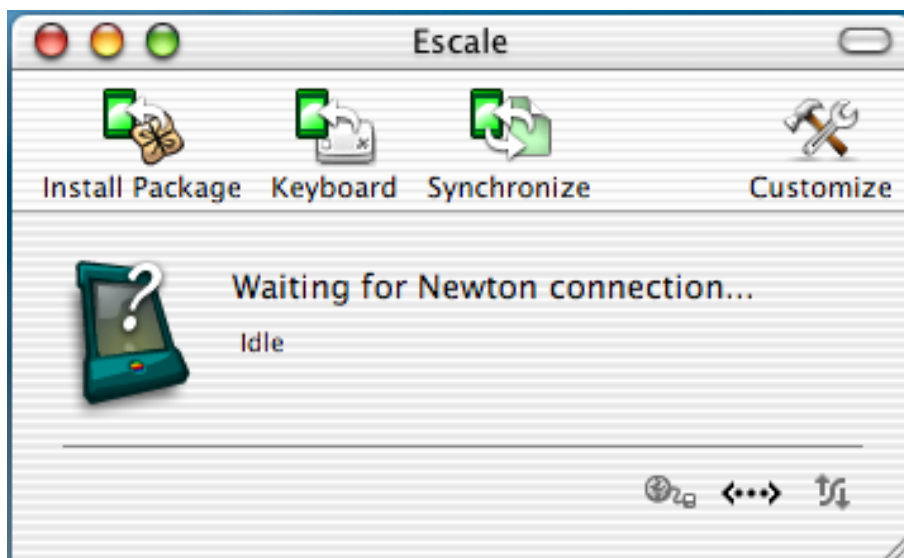 Escale
Install Package Keyboard Synchronize Customize
Waiting for Newton connection...
Idle